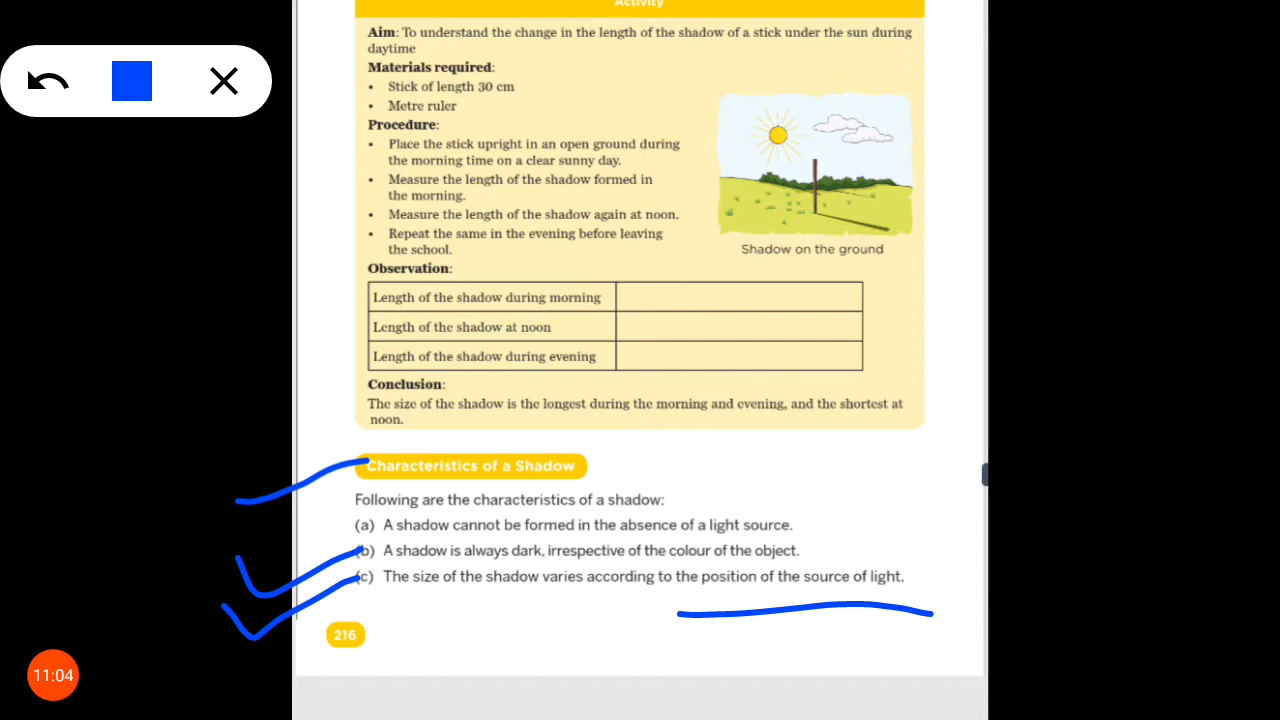 Activity
Aim: To understand the change in the length of the shadow of a stick under the sun during
daytime
Materials required:
• Stick of length 30 cm
• Metre ruler
Procedure:
• Place the stick upright in an open ground during
the morning time on a clear sunny day.
• Measure the length of the shadow formed in
the morning.
• Measure the length of the shadow again at noon.
• Repeat the same in the evening before leaving
the school.
Shadow on the ground
Observation:
Length of the shadow during morning
Length of the shadow at noon
Length of the shadow during evening
Conclusion:
The size of the shadow is the longest during the morning and evening, and the shortest at
noon.
Characteristics of a Shadow
Following are the characteristics of a shadow:
(a) A shadow cannot be formed in the absence of a light source.
(b) A shadow is always dark, irrespective of the colour of the object.
(c) The size of the shadow varies according to the position of the source of light.
216
11:04